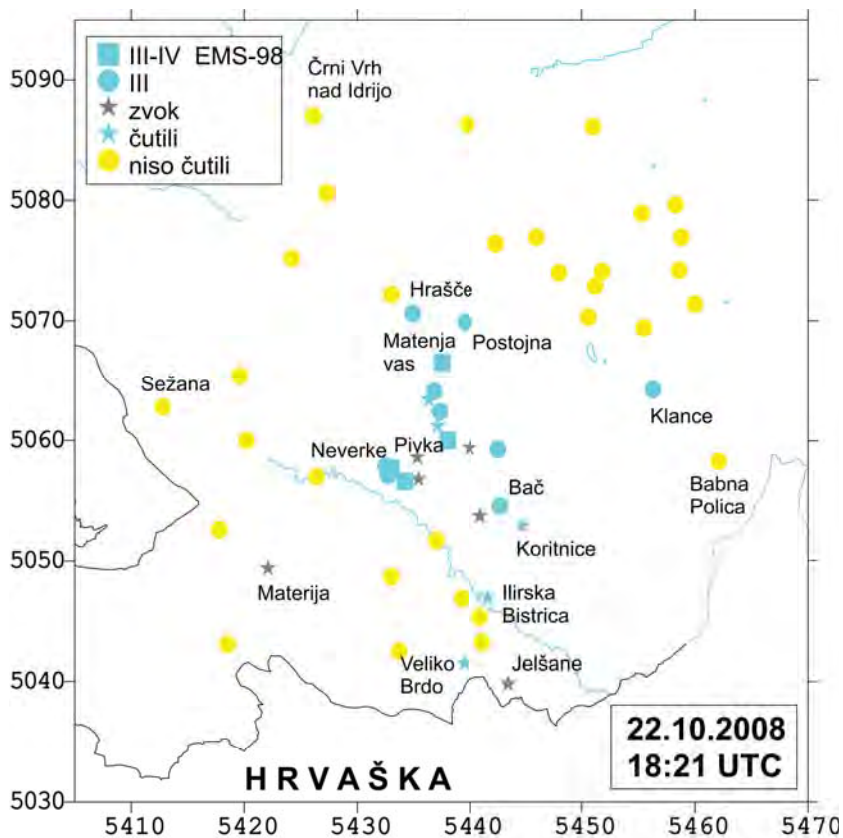 III-IV EMS-98
III
zvok
čutili
niso čutili
Črni Vrh
nad Idrijo
Hrašče
Postojna
Matenja
vas
Sežana
Klance
Neverke
Pivka
Bač
Babna
Polica
Koritnice
Materija
Ilirska
Bistrica
Veliko
Brdo
Jelšane
22.10.2008
18:21 UTC
HRVAŠKA
5090
5080
5070
5060
5050
5040
5030
5410
5420
5430
5440
5450
5460
5470